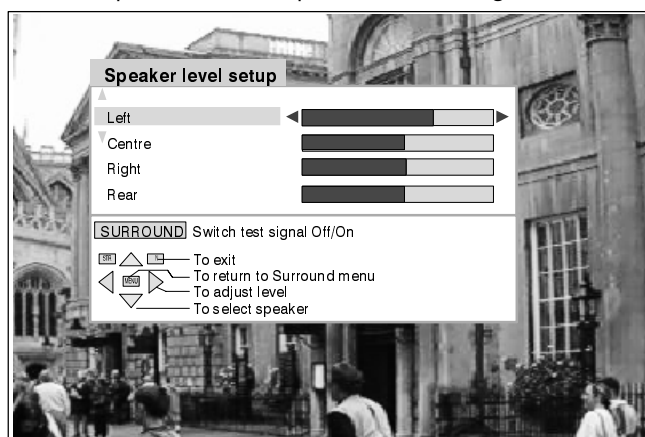 Speaker level setup
Left
Centre
Right
Rear
SURROUND Switch test signal Off/On
STR N To exit
MENU To return to Surround menu
To adjust level
To select speaker